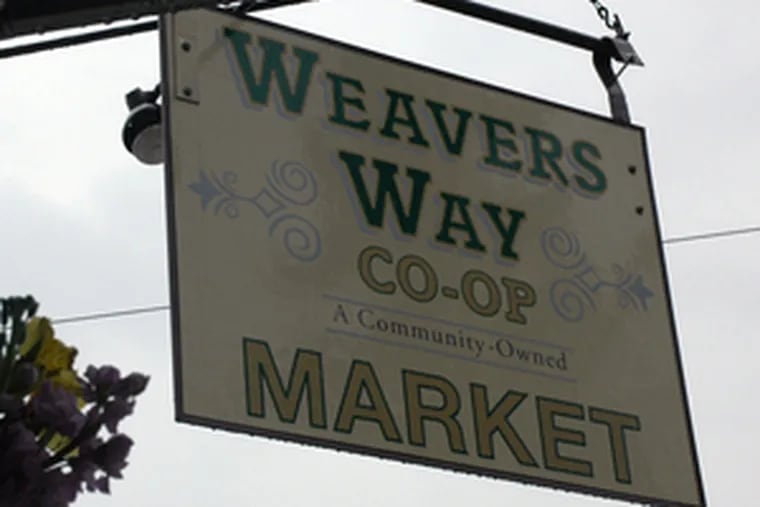 WEAVERS
WAY
CO-OP
A Community-Owned
MARKET